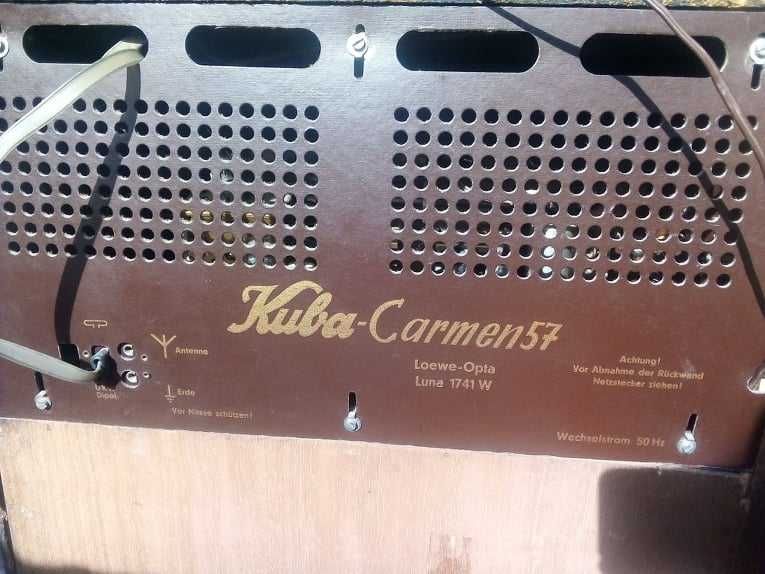 Kuba-Carmen57
Antenne
Loewe-Opta
Luna 1741 W
Achtung!
Vor Abnahme der Rückwand
Netzstecker ziehen!
Dipol
Erde
Vor Nässe schützen!
Wechselstrom 50 Hz